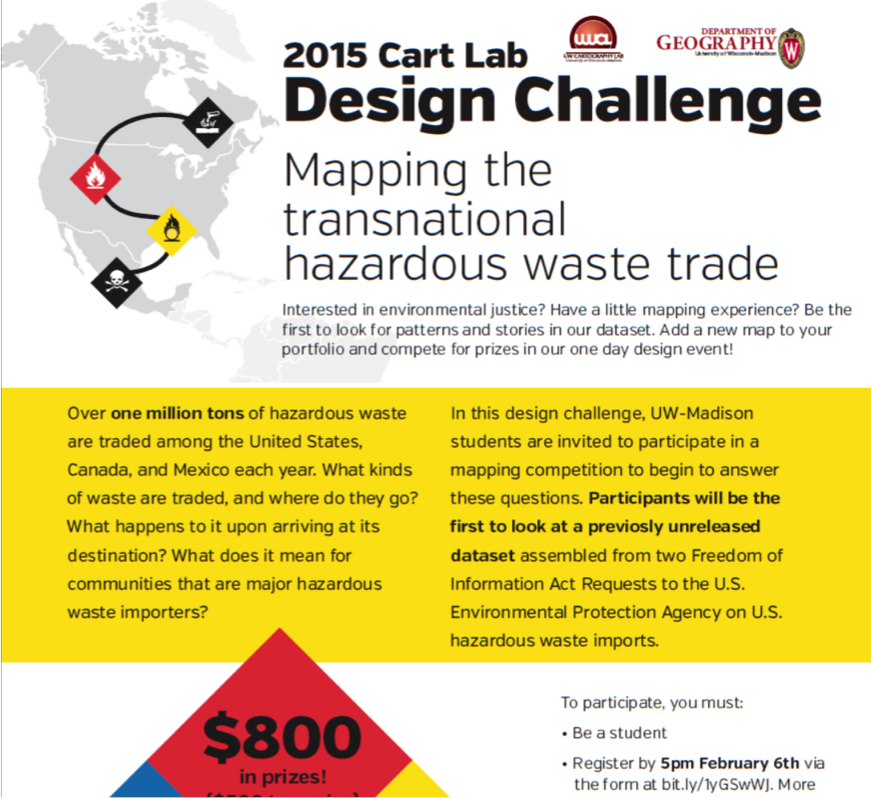 2015 Cart Lab
Design Challenge
uwcl
UW CARTOGRAPHY LAB
University of Wisconsin-Madison
DEPARTMENT OF
GEOGRAPHY
University of Wisconsin-Madison
W
Mapping the
transnational
hazardous waste trade
Interested in environmental justice? Have a little mapping experience? Be the
first to look for patterns and stories in our dataset. Add a new map to your
portfolio and compete for prizes in our one day design event!
Over one million tons of hazardous waste
are traded among the United States,
Canada, and Mexico each year. What kinds
of waste are traded, and where do they go?
What happens to it upon arriving at its
destination? What does it mean for
communities that are major hazardous
waste importers?
In this design challenge, UW-Madison
students are invited to participate in a
mapping competition to begin to answer
these questions. Participants will be the
first to look at a previosly unreleased
dataset assembled from two Freedom of
Information Act Requests to the U.S.
Environmental Protection Agency on U.S.
hazardous waste imports.
$800
in prizes!
To participate, you must:
• Be a student
• Register by 5pm February 6th via
the form at bit.ly/1yGSwWJ. More